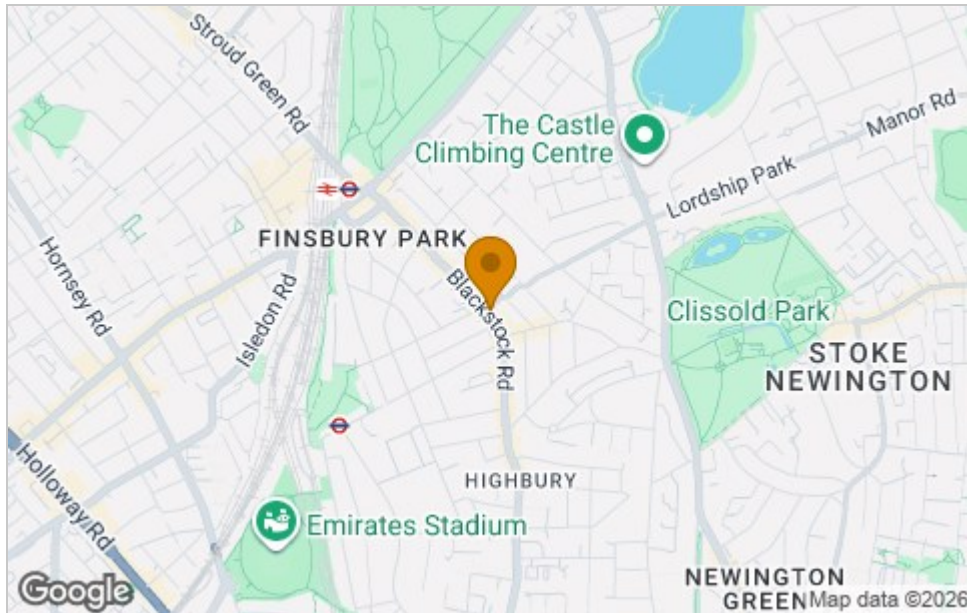 Stroud Green Rd
The Castle
Climbing Centre
Manor Rd
Lordship Park
FINSBURY PARK
Hornsey Rd
Isledon Rd
Blackstock Rd
Clissold Park
STOKE
NEWINGTON
Holloway Rd
HIGHBURY
Emirates Stadium
NEWINGTON
GREEN
Google
Map data ©2026